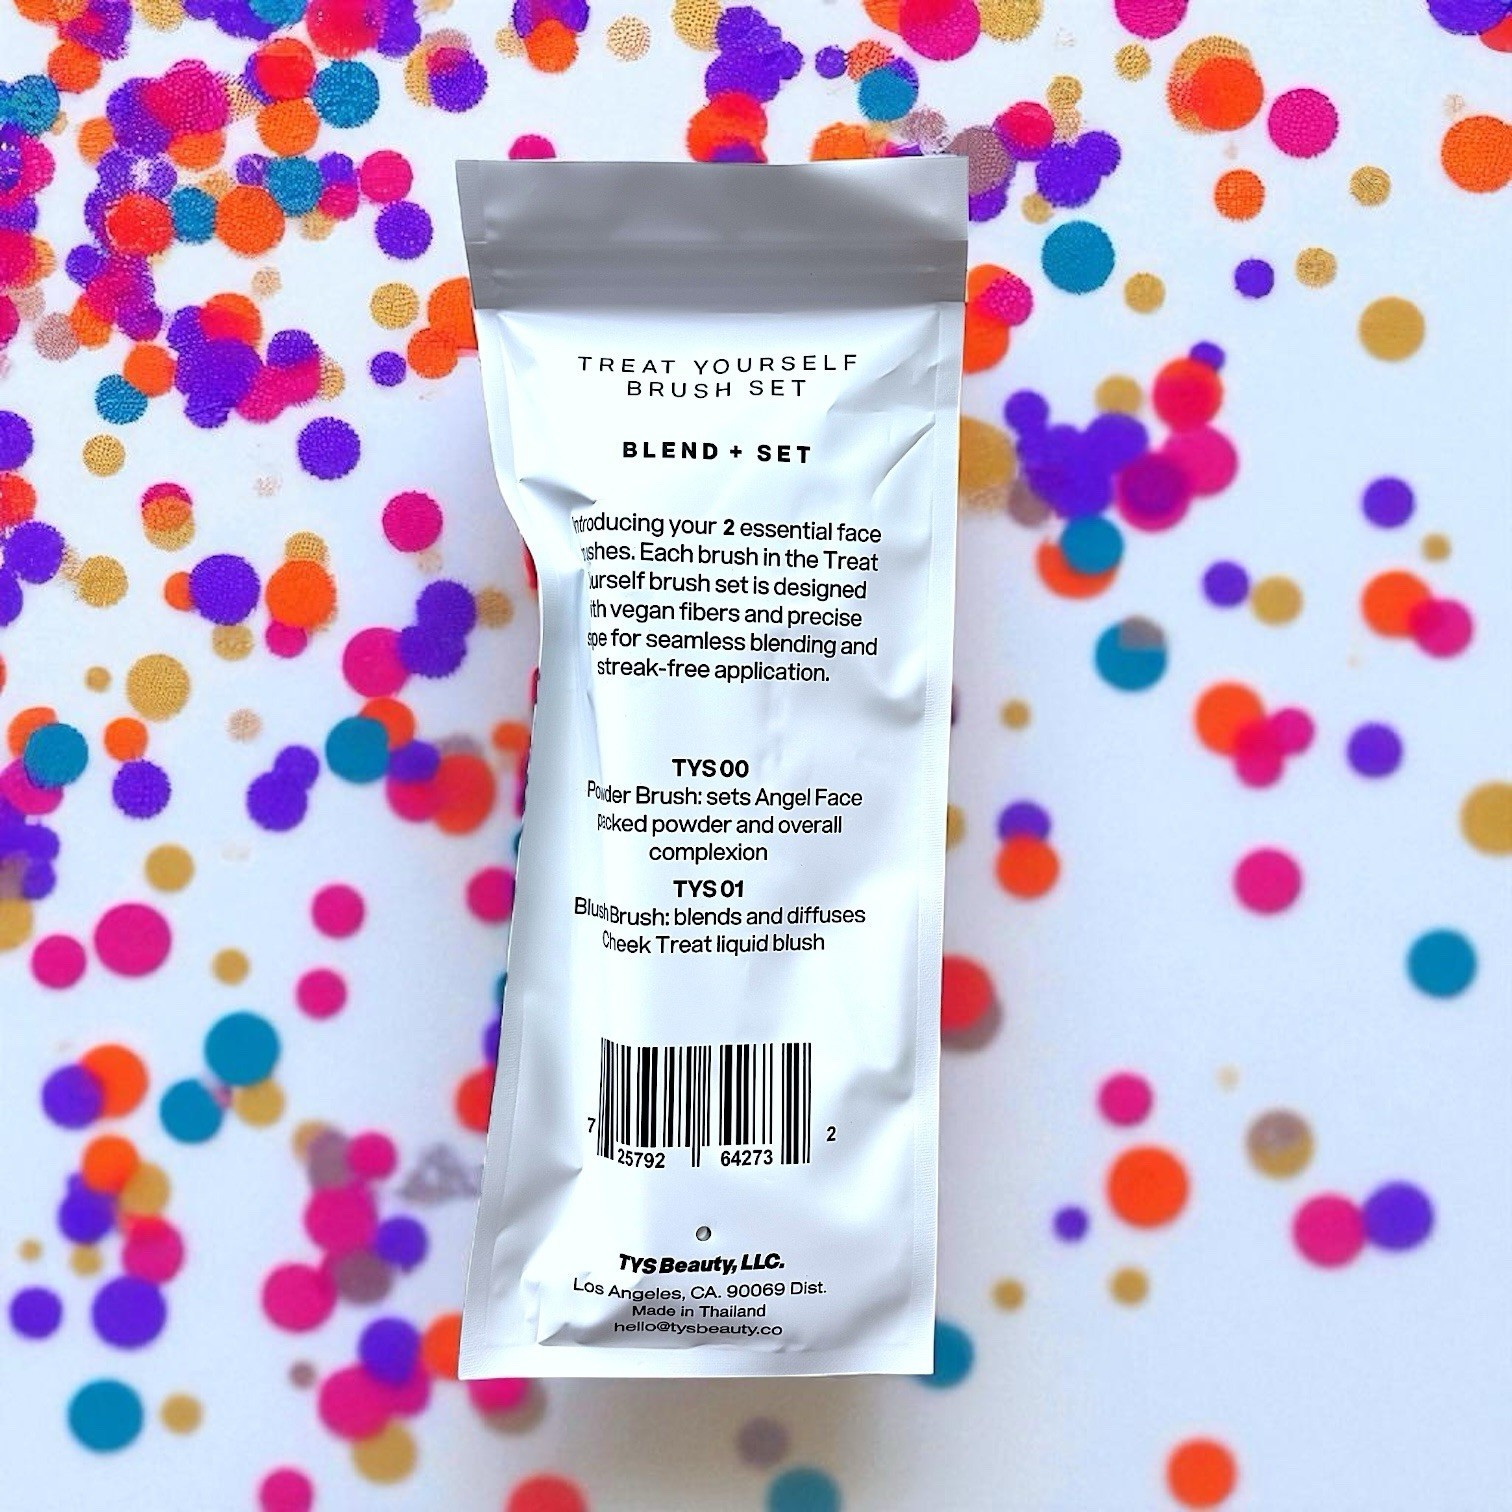 TREAT YOURSELF
BRUSH SET
BLEND + SET
introducing your 2 essential face
ushes. Each brush in the Treat
urself brush set is designed
ith vegan fibers and precise
ape for seamless blending and
streak-free application.
TYS 00
Powder Brush: sets Angel Face
packed powder and overall
complexion
TYS 01
Blush Brush: blends and diffuses
Cheek Treat liquid blush
7 25792 64273 2
TYS Beauty, LLC.
Los Angeles, CA. 90069 Dist.
Made in Thailand
hello@tysbeauty.co